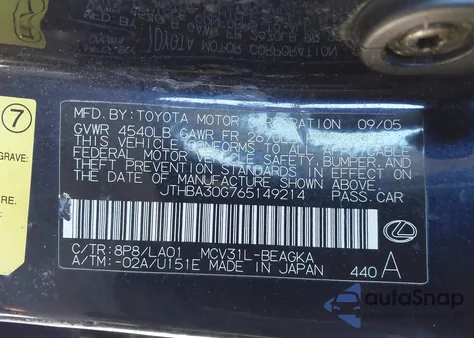 7
GRAVE:
MFD. BY: TOYOTA MOTOR CORPORATION 09/05
GVWR 4540LB GAWR FR
THIS VEHICLE CONFORMS TO ALL APPLICABLE
FEDERAL MOTOR VEHICLE SAFETY, BUMPER, AND
THEFT PREVENTION STANDARDS IN EFFECT ON
THE DATE OF MANUFACTURE SHOWN ABOVE.
JTHBA30G765149214 PASS.CAR
C/TR: 8P8/LA01 MCV31L-BEAGKA
A/TM: -02A/U151E MADE IN JAPAN 440 A
autoSnap